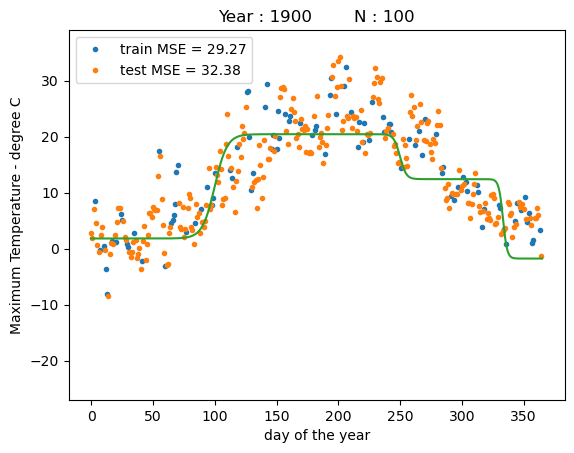 Year : 1900 N : 100
train MSE = 29.27
test MSE = 32.38
Maximum Temperature - degree C
30
20
10
0
−10
−20
0 50 100 150 200 250 300 350
day of the year